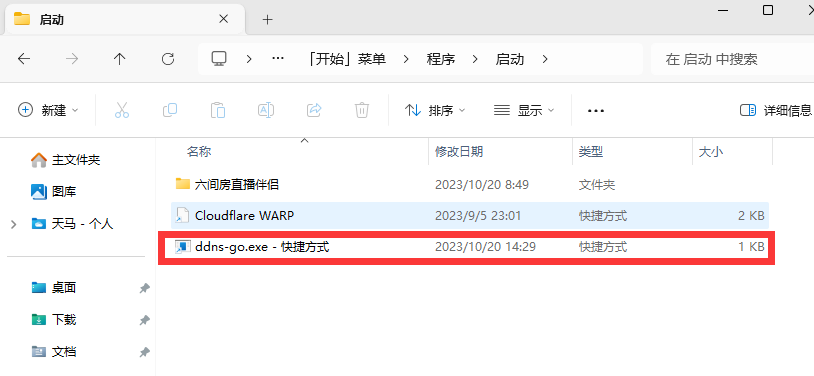 启动
「开始」菜单 程序 启动 在 启动 中搜索
新建 排序 显示 详细信息
名称 修改日期 类型 大小
主文件夹
图库
天马 - 个人
桌面
下载
文档
六间房直播伴侣 2023/10/20 8:49 文件夹
Cloudflare WARP 2023/9/5 23:01 快捷方式 2 KB
ddns-go.exe - 快捷方式 2023/10/20 14:29 快捷方式 1 KB